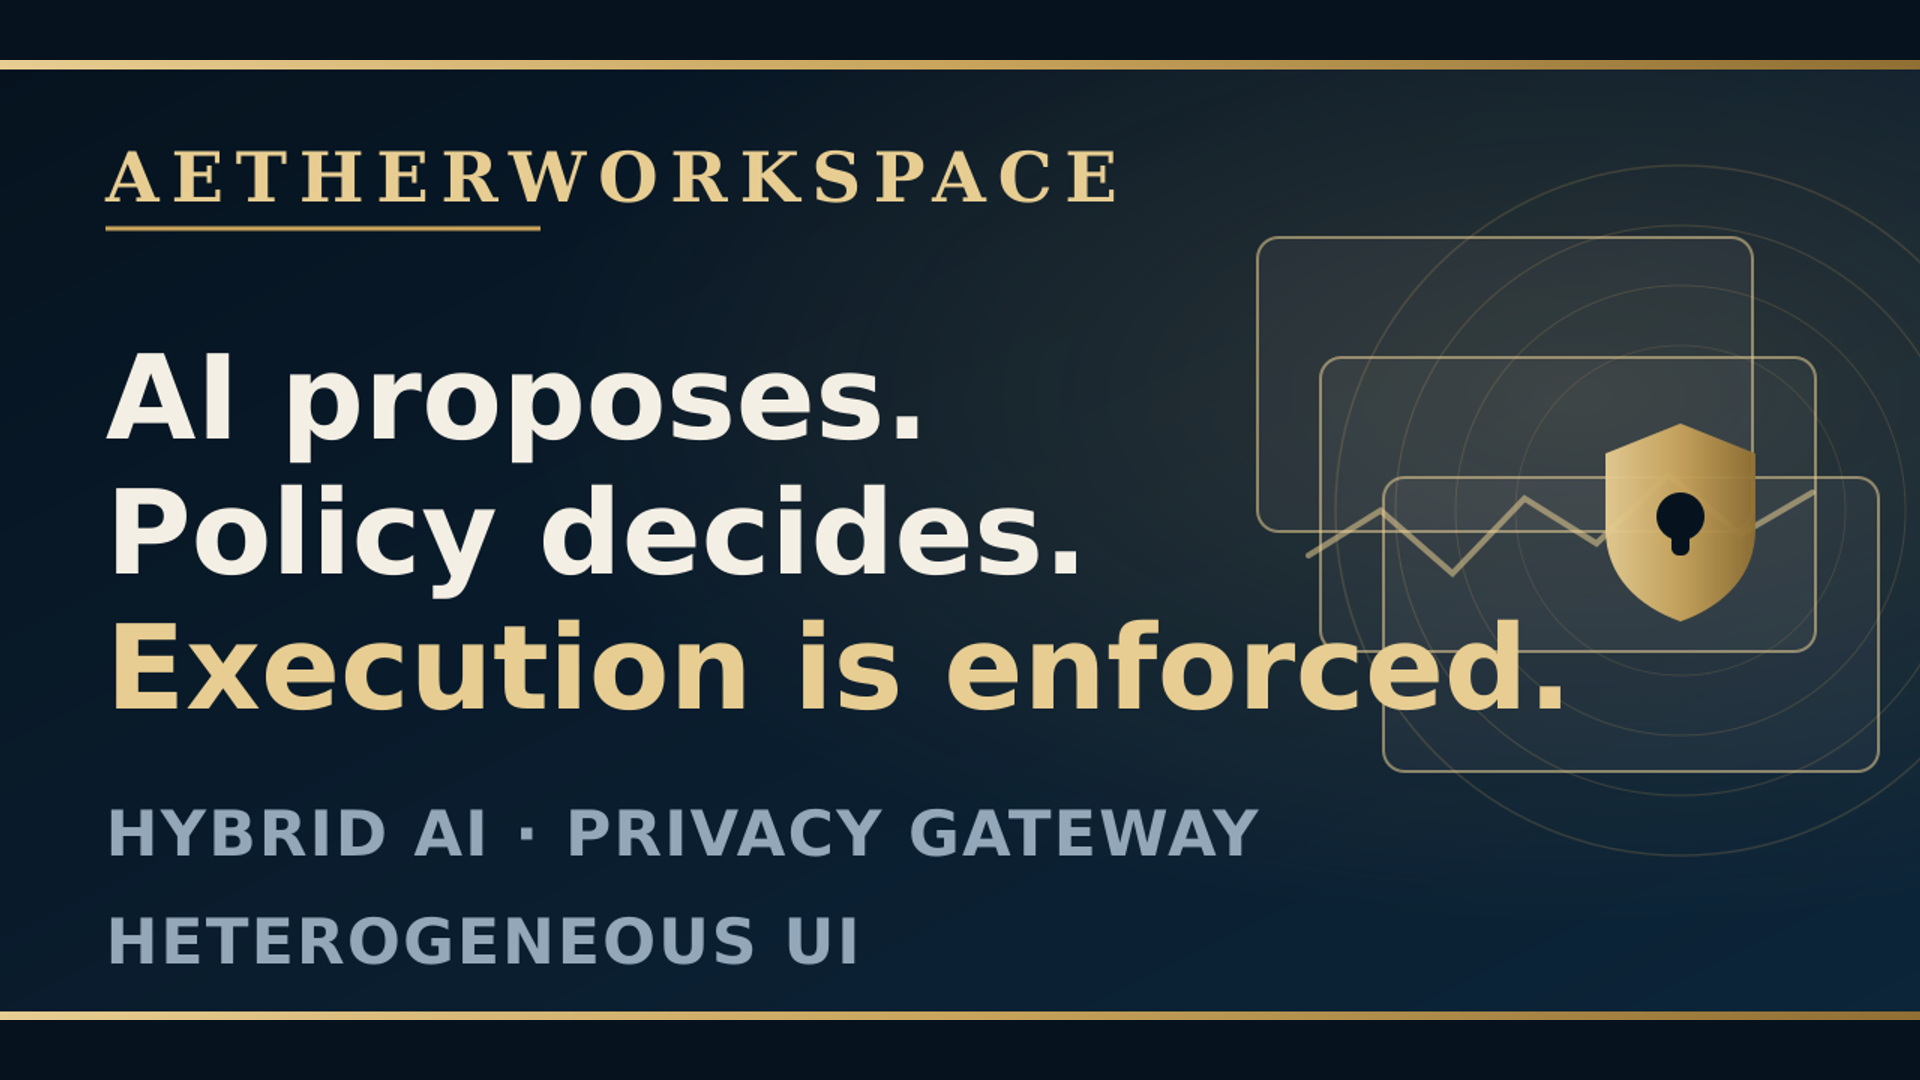 AETHERWORKSPACE
AI proposes.
Policy decides.
Execution is enforced.
HYBRID AI · PRIVACY GATEWAY
HETEROGENEOUS UI